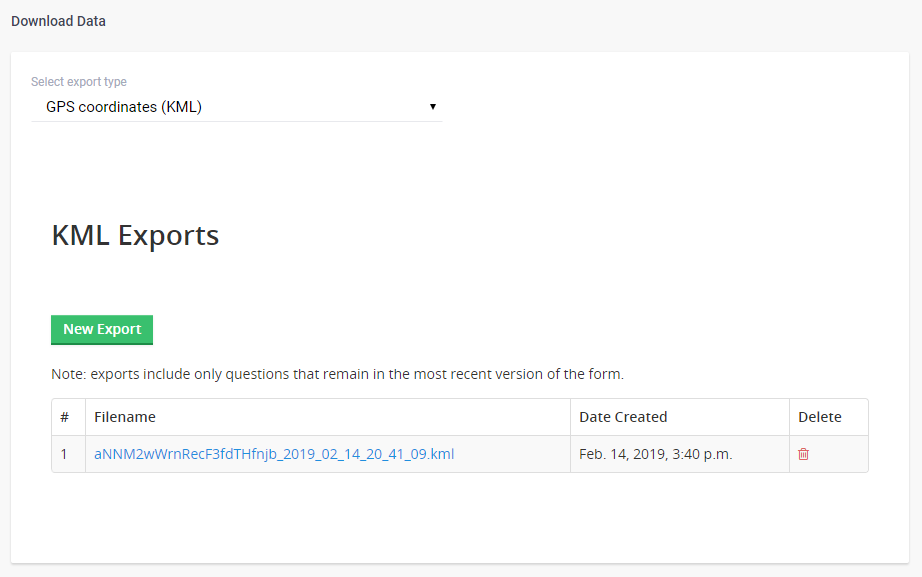 Download Data
Select export type
GPS coordinates (KML)
KML Exports
New Export
Note: exports include only questions that remain in the most recent version of the form.
# Filename Date Created Delete
1 aNNM2wWrnRecF3fdTHfnjb_2019_02_14_20_41_09.kml Feb. 14, 2019, 3:40 p.m.